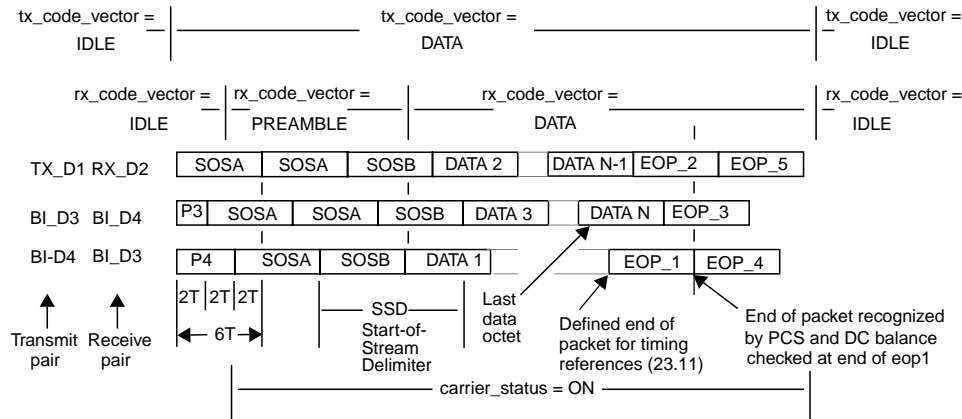 tx_code_vector = tx_code_vector = tx_code_vector =
IDLE DATA IDLE
rx_code_vector = rx_code_vector = rx_code_vector = rx_code_vector =
IDLE PREAMBLE DATA IDLE
TX_D1 RX_D2 SOSA SOSA SOSB DATA 2 DATA N-1 EOP_2 EOP_5
BI_D3 BI_D4 P3 SOSA SOSA SOSB DATA 3 DATA N EOP_3
BI-D4 BI_D3 P4 SOSA SOSB DATA 1 EOP_1 EOP_4
2T 2T 2T
6T
Transmit
pair
Receive
pair
SSD
Start-of-
Stream
Delimiter
Last
data
octet
Defined end of
packet for timing
references (23.11)
End of packet recognized
by PCS and DC balance
checked at end of eop1
carrier_status = ON